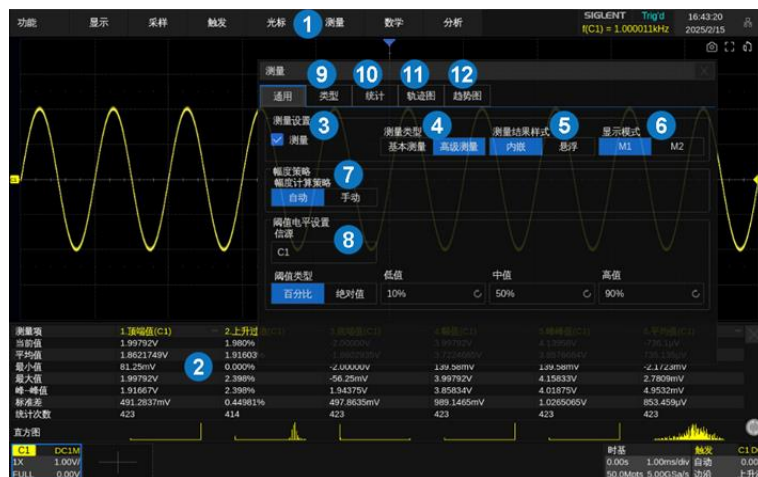 功能 显示 采样 触发 光标 1 测量 数学 分析 SIGLENT Trig'd 16:43:20
f(C1) = 1.000011kHz 2025/2/15
测量
9 10 11 12
通用 类型 统计 轨迹图 趋势图
测量设置 3 测量类型 4 测量结果样式 5 显示模式 6
测量 基本测量 高级测量 内嵌 悬浮 M1 M2
幅度策略
幅度计算策略 7
自动 手动
阈值电平设置
信源 8
C1
阈值类型 低值 中值 高值
百分比 绝对值 10% 50% 90%
测量项 1.顶端值(C1) 2.上升过
当前值 1.99792V 1.980% -2.00000V 3.99792V 4.13958V
平均值 1.8621749V 1.91603%
最小值 81.25mV 0.000% -2.00000V 139.58mV 139.58mV -2.1723mV
最大值 2 1.99792V 2.398% -56.25mV 3.99792V 4.15833V 2.7809mV
峰-峰值 1.91667V 2.398% 1.94375V 3.85834V 4.01875V 4.9532mV
标准差 491.2837mV 0.44981% 497.8635mV 989.1465mV 1.0265065V 853.459μV
统计次数 423 414 423 423 423 423
直方图
C1 DC1M 时基 触发 C1 D
1X 1.00V/ 0.00s 1.00ms/div 自动 0.00
FULL 0.00V 50.0Mpts 5.00GSa/s 边沿